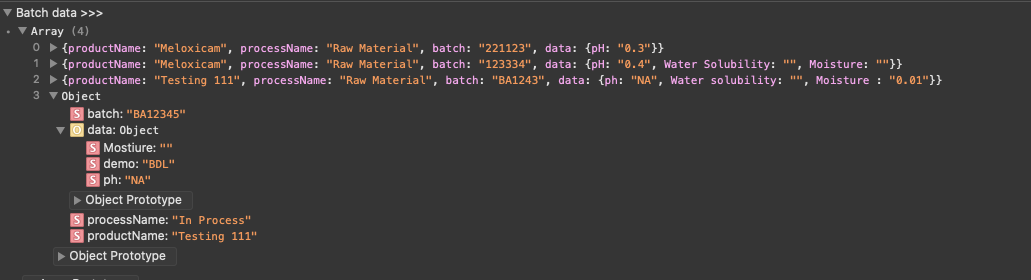 Batch data >>>
Array (4)
0 {productName: "Meloxicam", processName: "Raw Material", batch: "221123", data: {pH: "0.3"}}
1 {productName: "Meloxicam", processName: "Raw Material", batch: "123334", data: {pH: "0.4", Water Solubility: "", Moisture: ""}}
2 {productName: "Testing 111", processName: "Raw Material", batch: "BA1243", data: {ph: "NA", Water solubility: "", Moisture : "0.01"}}
3 Object
S batch: "BA12345"
O data: Object
S Mostiure: ""
S demo: "BDL"
S ph: "NA"
Object Prototype
S processName: "In Process"
S productName: "Testing 111"
Object Prototype